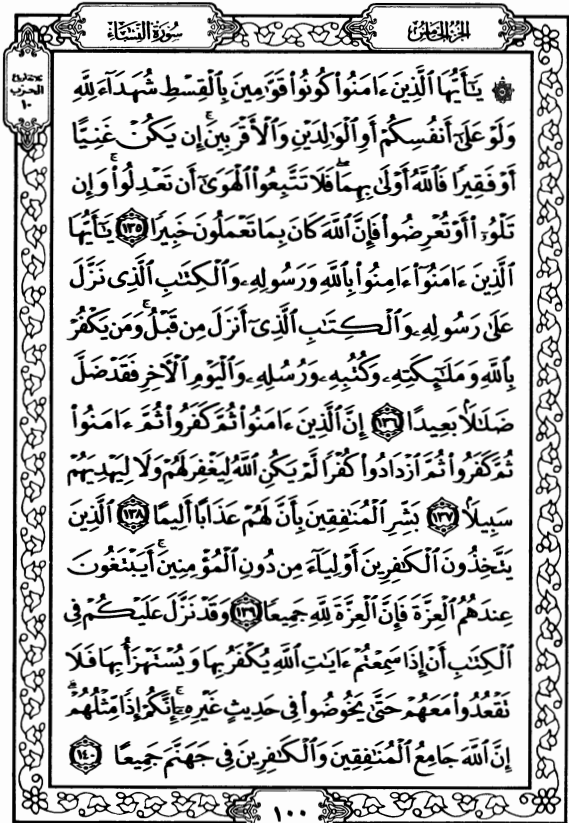 سُورَةُ النِّسَاءِ
الجزء الخامس
الحزب
١٠
۞ يَٰٓأَيُّهَا ٱلَّذِينَ ءَامَنُوا۟ كُونُوا۟ قَوَّٰمِينَ بِٱلْقِسْطِ شُهَدَآءَ لِلَّهِ
وَلَوْ عَلَىٰٓ أَنفُسِكُمْ أَوِ ٱلْوَٰلِدَيْنِ وَٱلْأَقْرَبِينَ ۚ إِن يَكُنْ غَنِيًّا
أَوْ فَقِيرًا فَٱللَّهُ أَوْلَىٰ بِهِمَا ۖ فَلَا تَتَّبِعُوا۟ ٱلْهَوَىٰٓ أَن تَعْدِلُوا۟ ۚ وَإِن
تَلْوُۥٓا۟ أَوْ تُعْرِضُوا۟ فَإِنَّ ٱللَّهَ كَانَ بِمَا تَعْمَلُونَ خَبِيرًا ١٣٥ يَٰٓأَيُّهَا
ٱلَّذِينَ ءَامَنُوٓا۟ ءَامِنُوا۟ بِٱللَّهِ وَرَسُولِهِۦ وَٱلْكِتَٰبِ ٱلَّذِى نَزَّلَ
عَلَىٰ رَسُولِهِۦ وَٱلْكِتَٰبِ ٱلَّذِىٓ أَنزَلَ مِن قَبْلُ ۚ وَمَن يَكْفُرْ
بِٱللَّهِ وَمَلَٰٓئِكَتِهِۦ وَكُتُبِهِۦ وَرُسُلِهِۦ وَٱلْيَوْمِ ٱلْءَاخِرِ فَقَدْ ضَلَّ
ضَلَٰلًۢا بَعِيدًا ١٣٦ إِنَّ ٱلَّذِينَ ءَامَنُوا۟ ثُمَّ كَفَرُوا۟ ثُمَّ ءَامَنُوا۟
ثُمَّ كَفَرُوا۟ ثُمَّ ٱزْدَادُوا۟ كُفْرًا لَّمْ يَكُنِ ٱللَّهُ لِيَغْفِرَ لَهُمْ وَلَا لِيَهْدِيَهُمْ
سَبِيلًۢا ١٣٧ بَشِّرِ ٱلْمُنَٰفِقِينَ بِأَنَّ لَهُمْ عَذَابًا أَلِيمًا ١٣٨ ٱلَّذِينَ
يَتَّخِذُونَ ٱلْكَٰفِرِينَ أَوْلِيَآءَ مِن دُونِ ٱلْمُؤْمِنِينَ ۚ أَيَبْتَغُونَ
عِندَهُمُ ٱلْعِزَّةَ فَإِنَّ ٱلْعِزَّةَ لِلَّهِ جَمِيعًا ١٣٩ وَقَدْ نَزَّلَ عَلَيْكُمْ فِى
ٱلْكِتَٰبِ أَنْ إِذَا سَمِعْتُمْ ءَايَٰتِ ٱللَّهِ يُكْفَرُ بِهَا وَيُسْتَهْزَأُ بِهَا فَلَا
تَقْعُدُوا۟ مَعَهُمْ حَتَّىٰ يَخُوضُوا۟ فِى حَدِيثٍ غَيْرِهِۦٓ ۚ إِنَّكُمْ إِذًا مِّثْلُهُمْ ۗ
إِنَّ ٱللَّهَ جَامِعُ ٱلْمُنَٰفِقِينَ وَٱلْكَٰفِرِينَ فِى جَهَنَّمَ جَمِيعًا ١٤٠
١٠٠